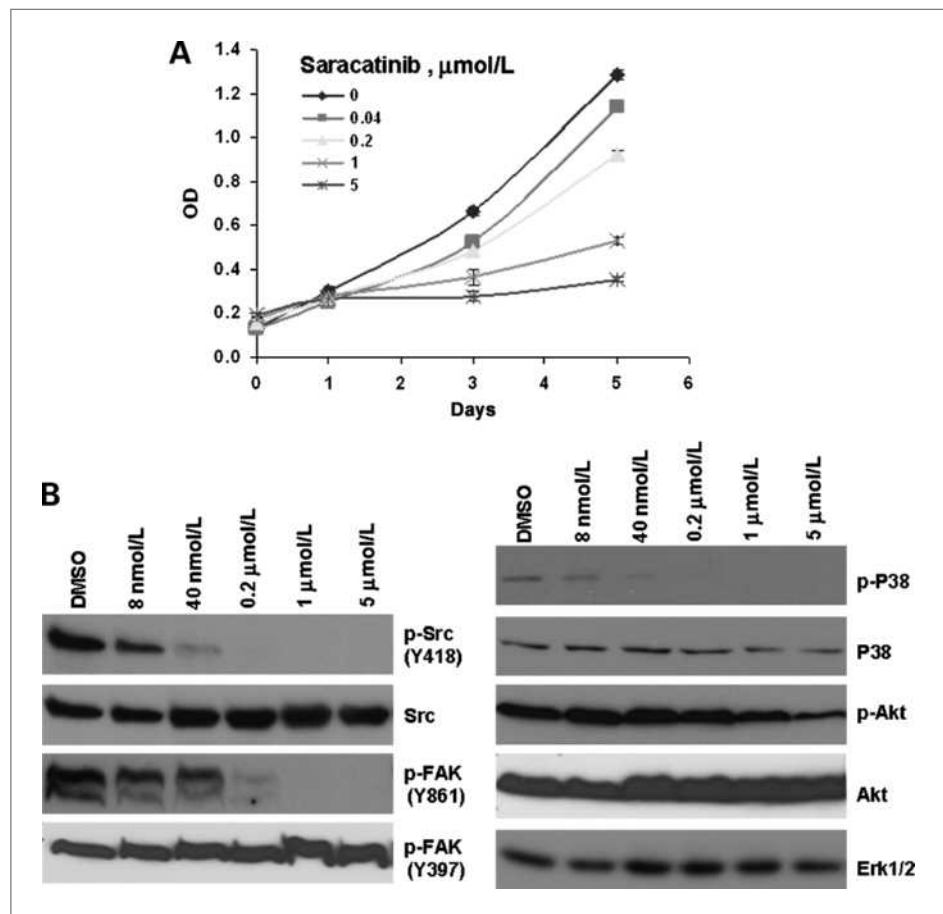 A
Saracatinib , µmol/L
0
0.04
0.2
1
5
OD
1.4
1.2
1.0
0.8
0.6
0.4
0.2
0.0
0 1 2 3 4 5 6
Days
B
DMSO
8 nmol/L
40 nmol/L
0.2 µmol/L
1 µmol/L
5 µmol/L
p-Src
(Y418)
Src
p-FAK
(Y861)
p-FAK
(Y397)
DMSO
8 nmol/L
40 nmol/L
0.2 µmol/L
1 µmol/L
5 µmol/L
p-P38
P38
p-Akt
Akt
Erk1/2